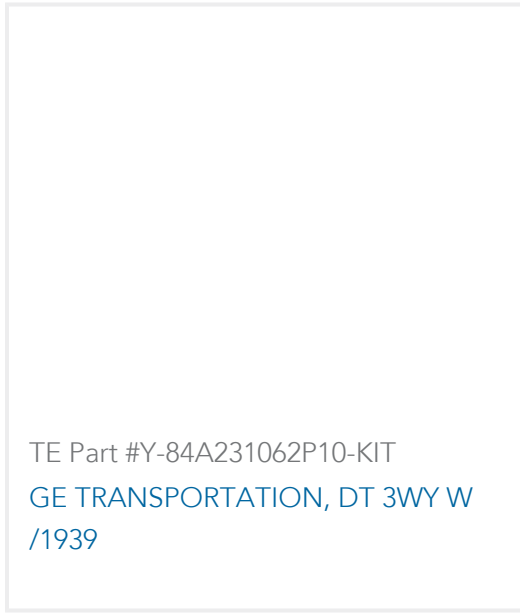 TE Part #Y-84A231062P10-KIT
GE TRANSPORTATION, DT 3WY W
/1939